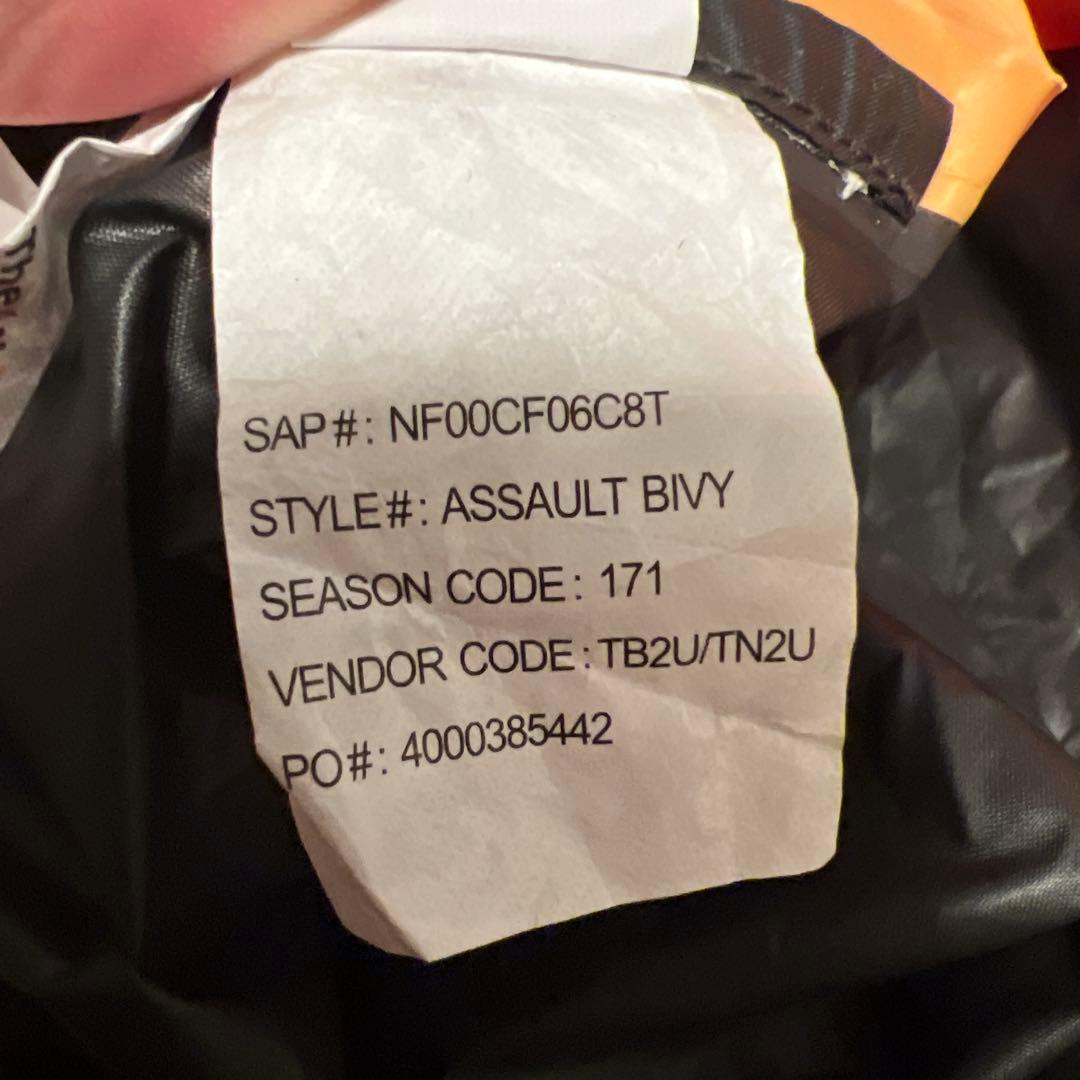 SAP#: NF00CF06C8T
STYLE#: ASSAULT BIVY
SEASON CODE: 171
VENDOR CODE: TB2U/TN2U
PO#: 4000385442